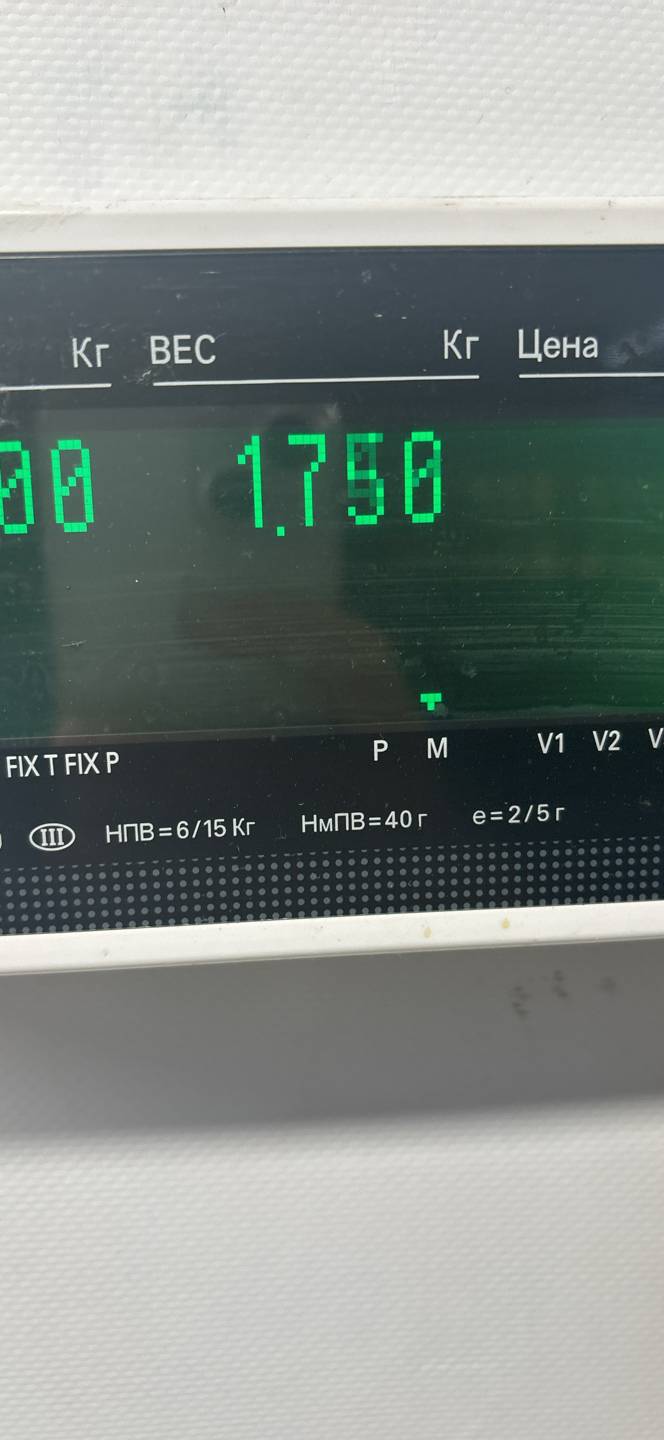 Кг ВЕС Кг Цена
00 1.750
FIX T FIX P P M V1 V2 V
III НПВ=6/15 Кг НмПВ=40 г e=2/5 г